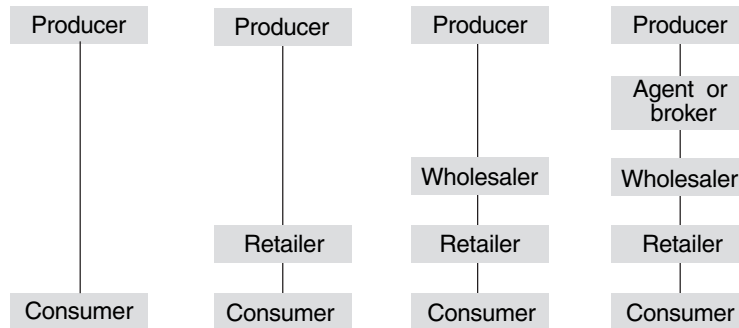 Producer
Producer
Producer
Producer
Agent or
broker
Wholesaler
Wholesaler
Retailer
Retailer
Retailer
Consumer
Consumer
Consumer
Consumer